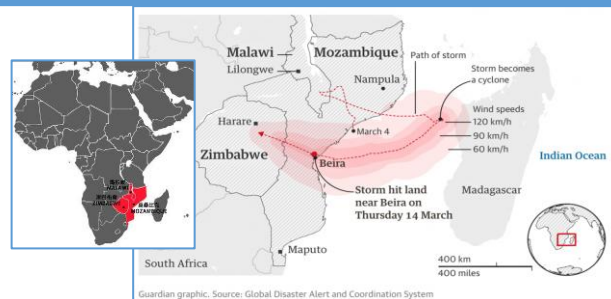 Malawi
Lilongwe
Mozambique
Nampula
Path of storm
Storm becomes
a cyclone
Wind speeds
120 km/h
90 km/h
60 km/h
Harare
March 4
Zimbabwe
Beira
Indian Ocean
Storm hit land
near Beira on
Thursday 14 March
Madagascar
Maputo
South Africa
400 km
400 miles
Guardian graphic. Source: Global Disaster Alert and Coordination System
MALAWI
ZIMBABWE
MOZAMBIQUE